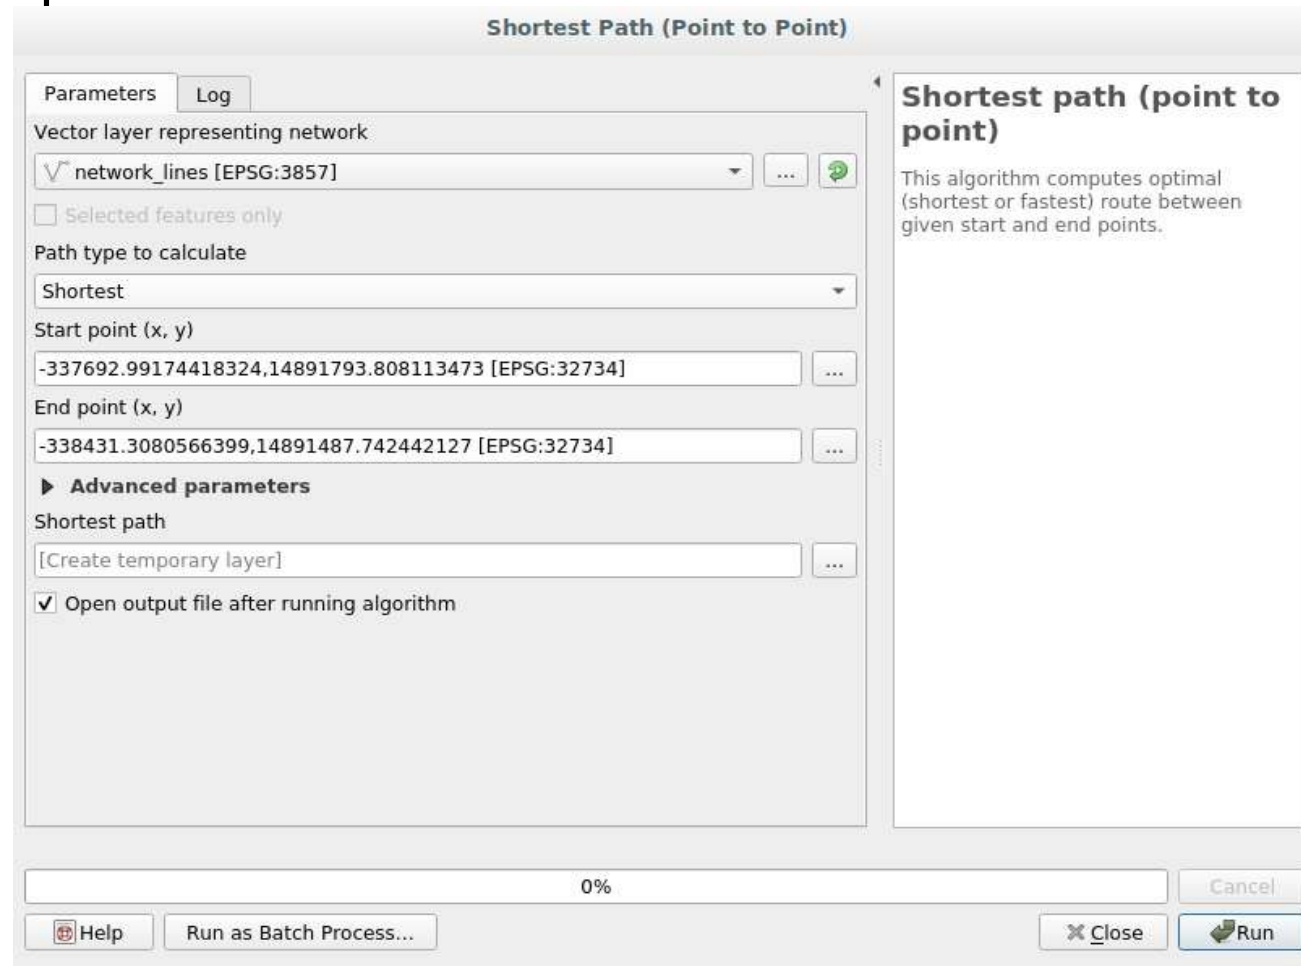 Shortest Path (Point to Point)
Parameters
Log
Vector layer representing network
network_lines [EPSG:3857]
...
Selected features only
Path type to calculate
Shortest
Start point (x, y)
-337692.99174418324,14891793.808113473 [EPSG:32734]
...
End point (x, y)
-338431.3080566399,14891487.742442127 [EPSG:32734]
...
Advanced parameters
Shortest path
[Create temporary layer]
...
Open output file after running algorithm
Shortest path (point to
point)
This algorithm computes optimal
(shortest or fastest) route between
given start and end points.
0%
Cancel
Help
Run as Batch Process...
Close
Run